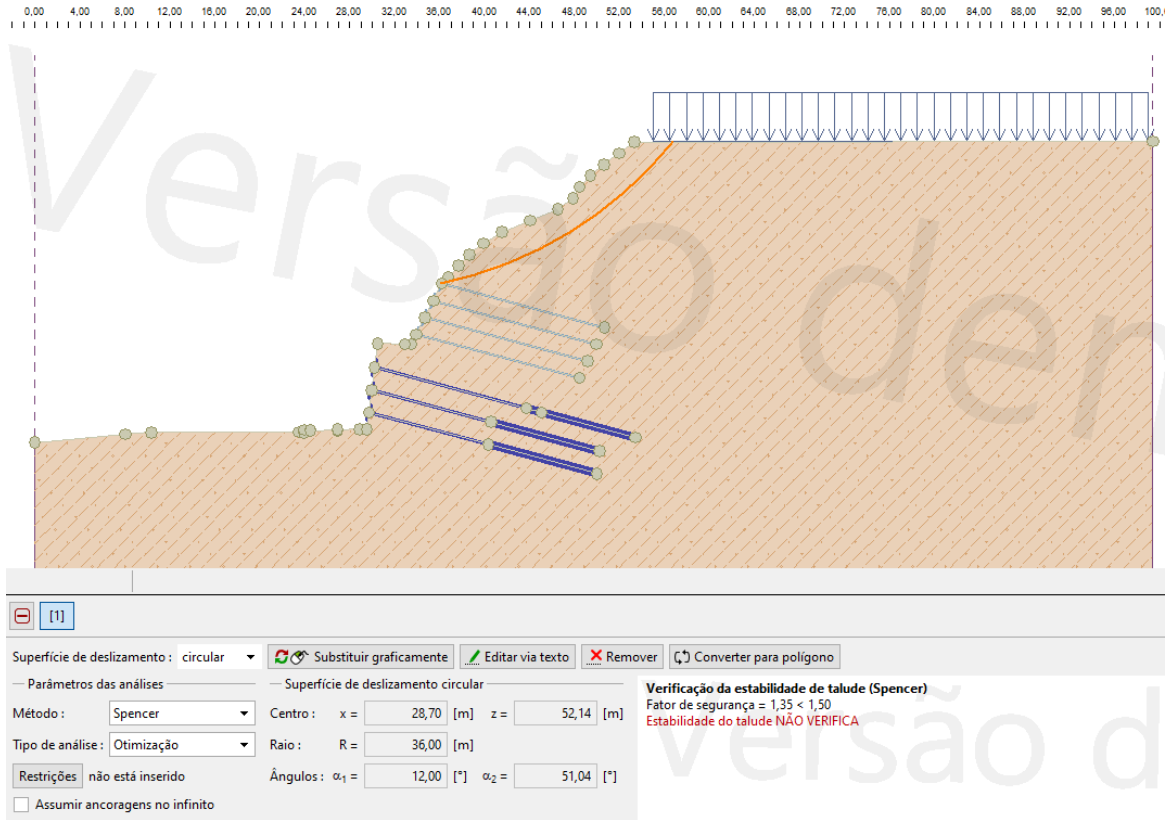 0,00 4,00 8,00 12,00 16,00 20,00 24,00 28,00 32,00 36,00 40,00 44,00 48,00 52,00 56,00 60,00 64,00 68,00 72,00 76,00 80,00 84,00 88,00 92,00 96,00 100,
Versão den
[1]
Superfície de deslizamento : circular Substituir graficamente Editar via texto Remover Converter para polígono
Parâmetros das análises Superfície de deslizamento circular
Método : Spencer Centro : x = 28,70 [m] z = 52,14 [m]
Tipo de análise : Otimização Raio : R = 36,00 [m]
Restrições não está inserido Ângulos : α1 = 12,00 [°] α2 = 51,04 [°]
Assumir ancoragens no infinito
Verificação da estabilidade de talude (Spencer)
Fator de segurança = 1,35 < 1,50
Estabilidade do talude NÃO VERIFICA
Versão d